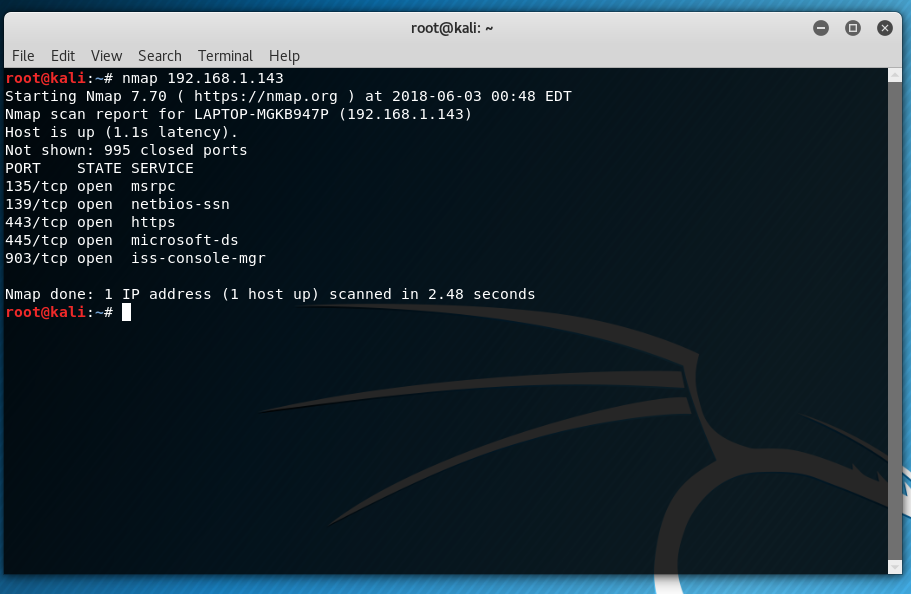 root@kali: ~
File Edit View Search Terminal Help
root@kali:~# nmap 192.168.1.143
Starting Nmap 7.70 ( https://nmap.org ) at 2018-06-03 00:48 EDT
Nmap scan report for LAPTOP-MGKB947P (192.168.1.143)
Host is up (1.1s latency).
Not shown: 995 closed ports
PORT    STATE SERVICE
135/tcp open  msrpc
139/tcp open  netbios-ssn
443/tcp open  https
445/tcp open  microsoft-ds
903/tcp open  iss-console-mgr
Nmap done: 1 IP address (1 host up) scanned in 2.48 seconds
root@kali:~#